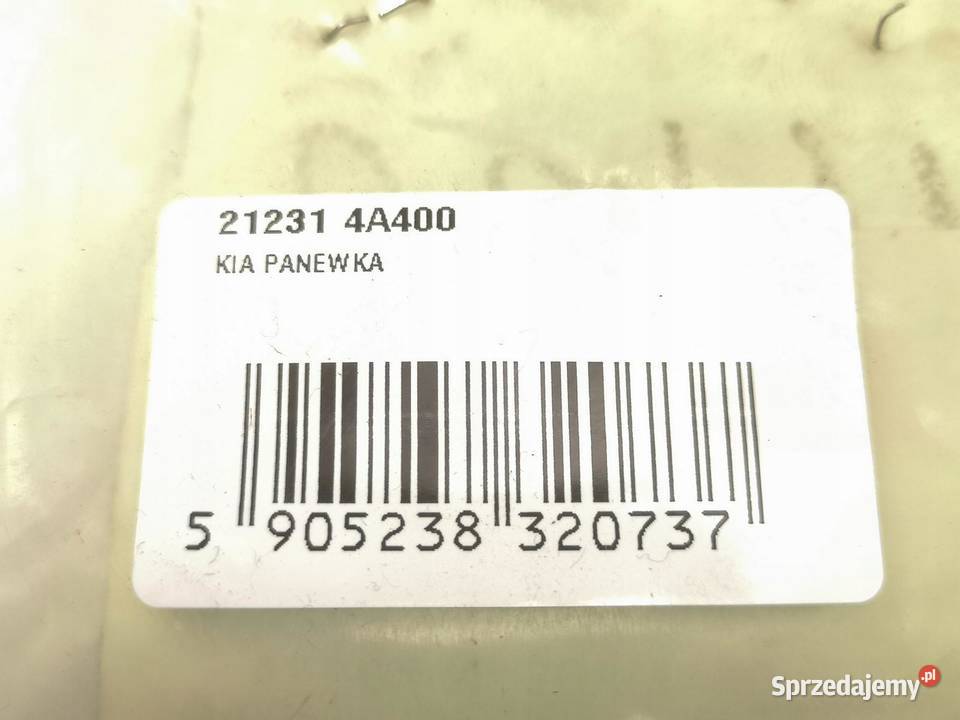 21231 4A400
KIA PANEWKA
5 905238 320737
Sprzedajemy.pl